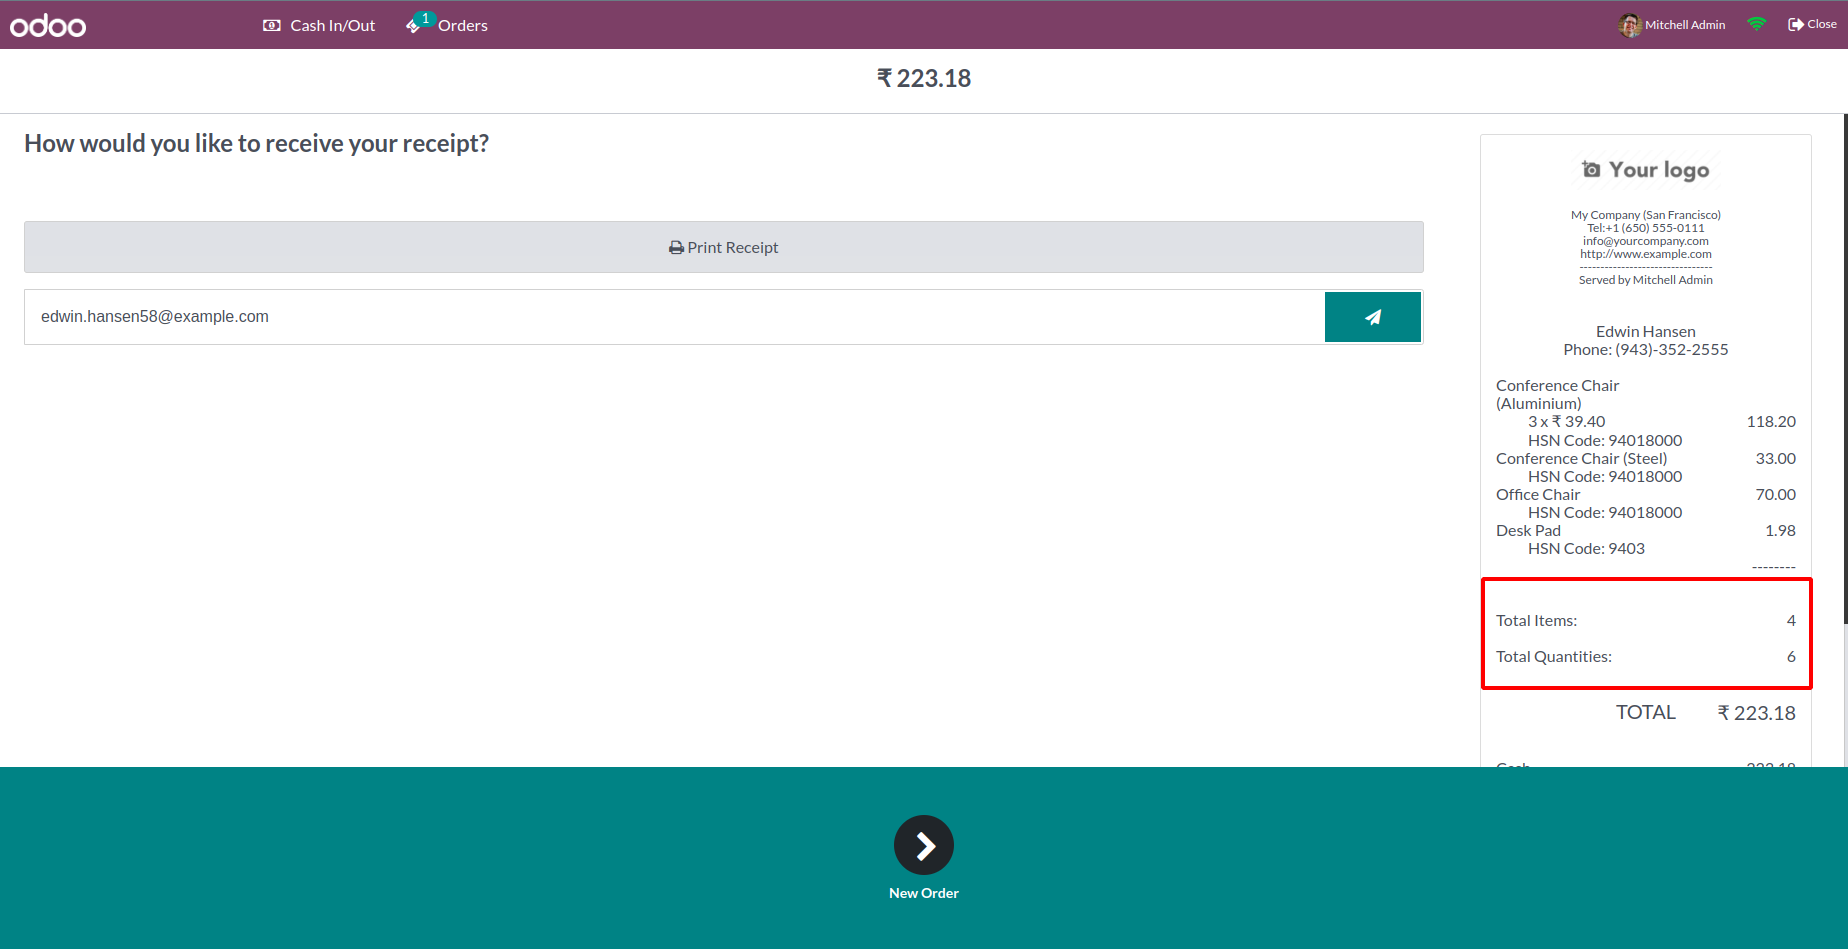 odoo Cash In/Out 1 Orders Mitchell Admin Close
₹ 223.18
How would you like to receive your receipt?
Print Receipt
edwin.hansen58@example.com
Your logo
My Company (San Francisco)
Tel:+1 (650) 555-0111
info@yourcompany.com
http://www.example.com
--------------------------------
Served by Mitchell Admin
Edwin Hansen
Phone: (943)-352-2555
Conference Chair
(Aluminium)
3 x ₹ 39.40 118.20
HSN Code: 94018000
Conference Chair (Steel) 33.00
HSN Code: 94018000
Office Chair 70.00
HSN Code: 94018000
Desk Pad 1.98
HSN Code: 9403
--------
Total Items: 4
Total Quantities: 6
TOTAL ₹ 223.18
Cash 223.18
New Order